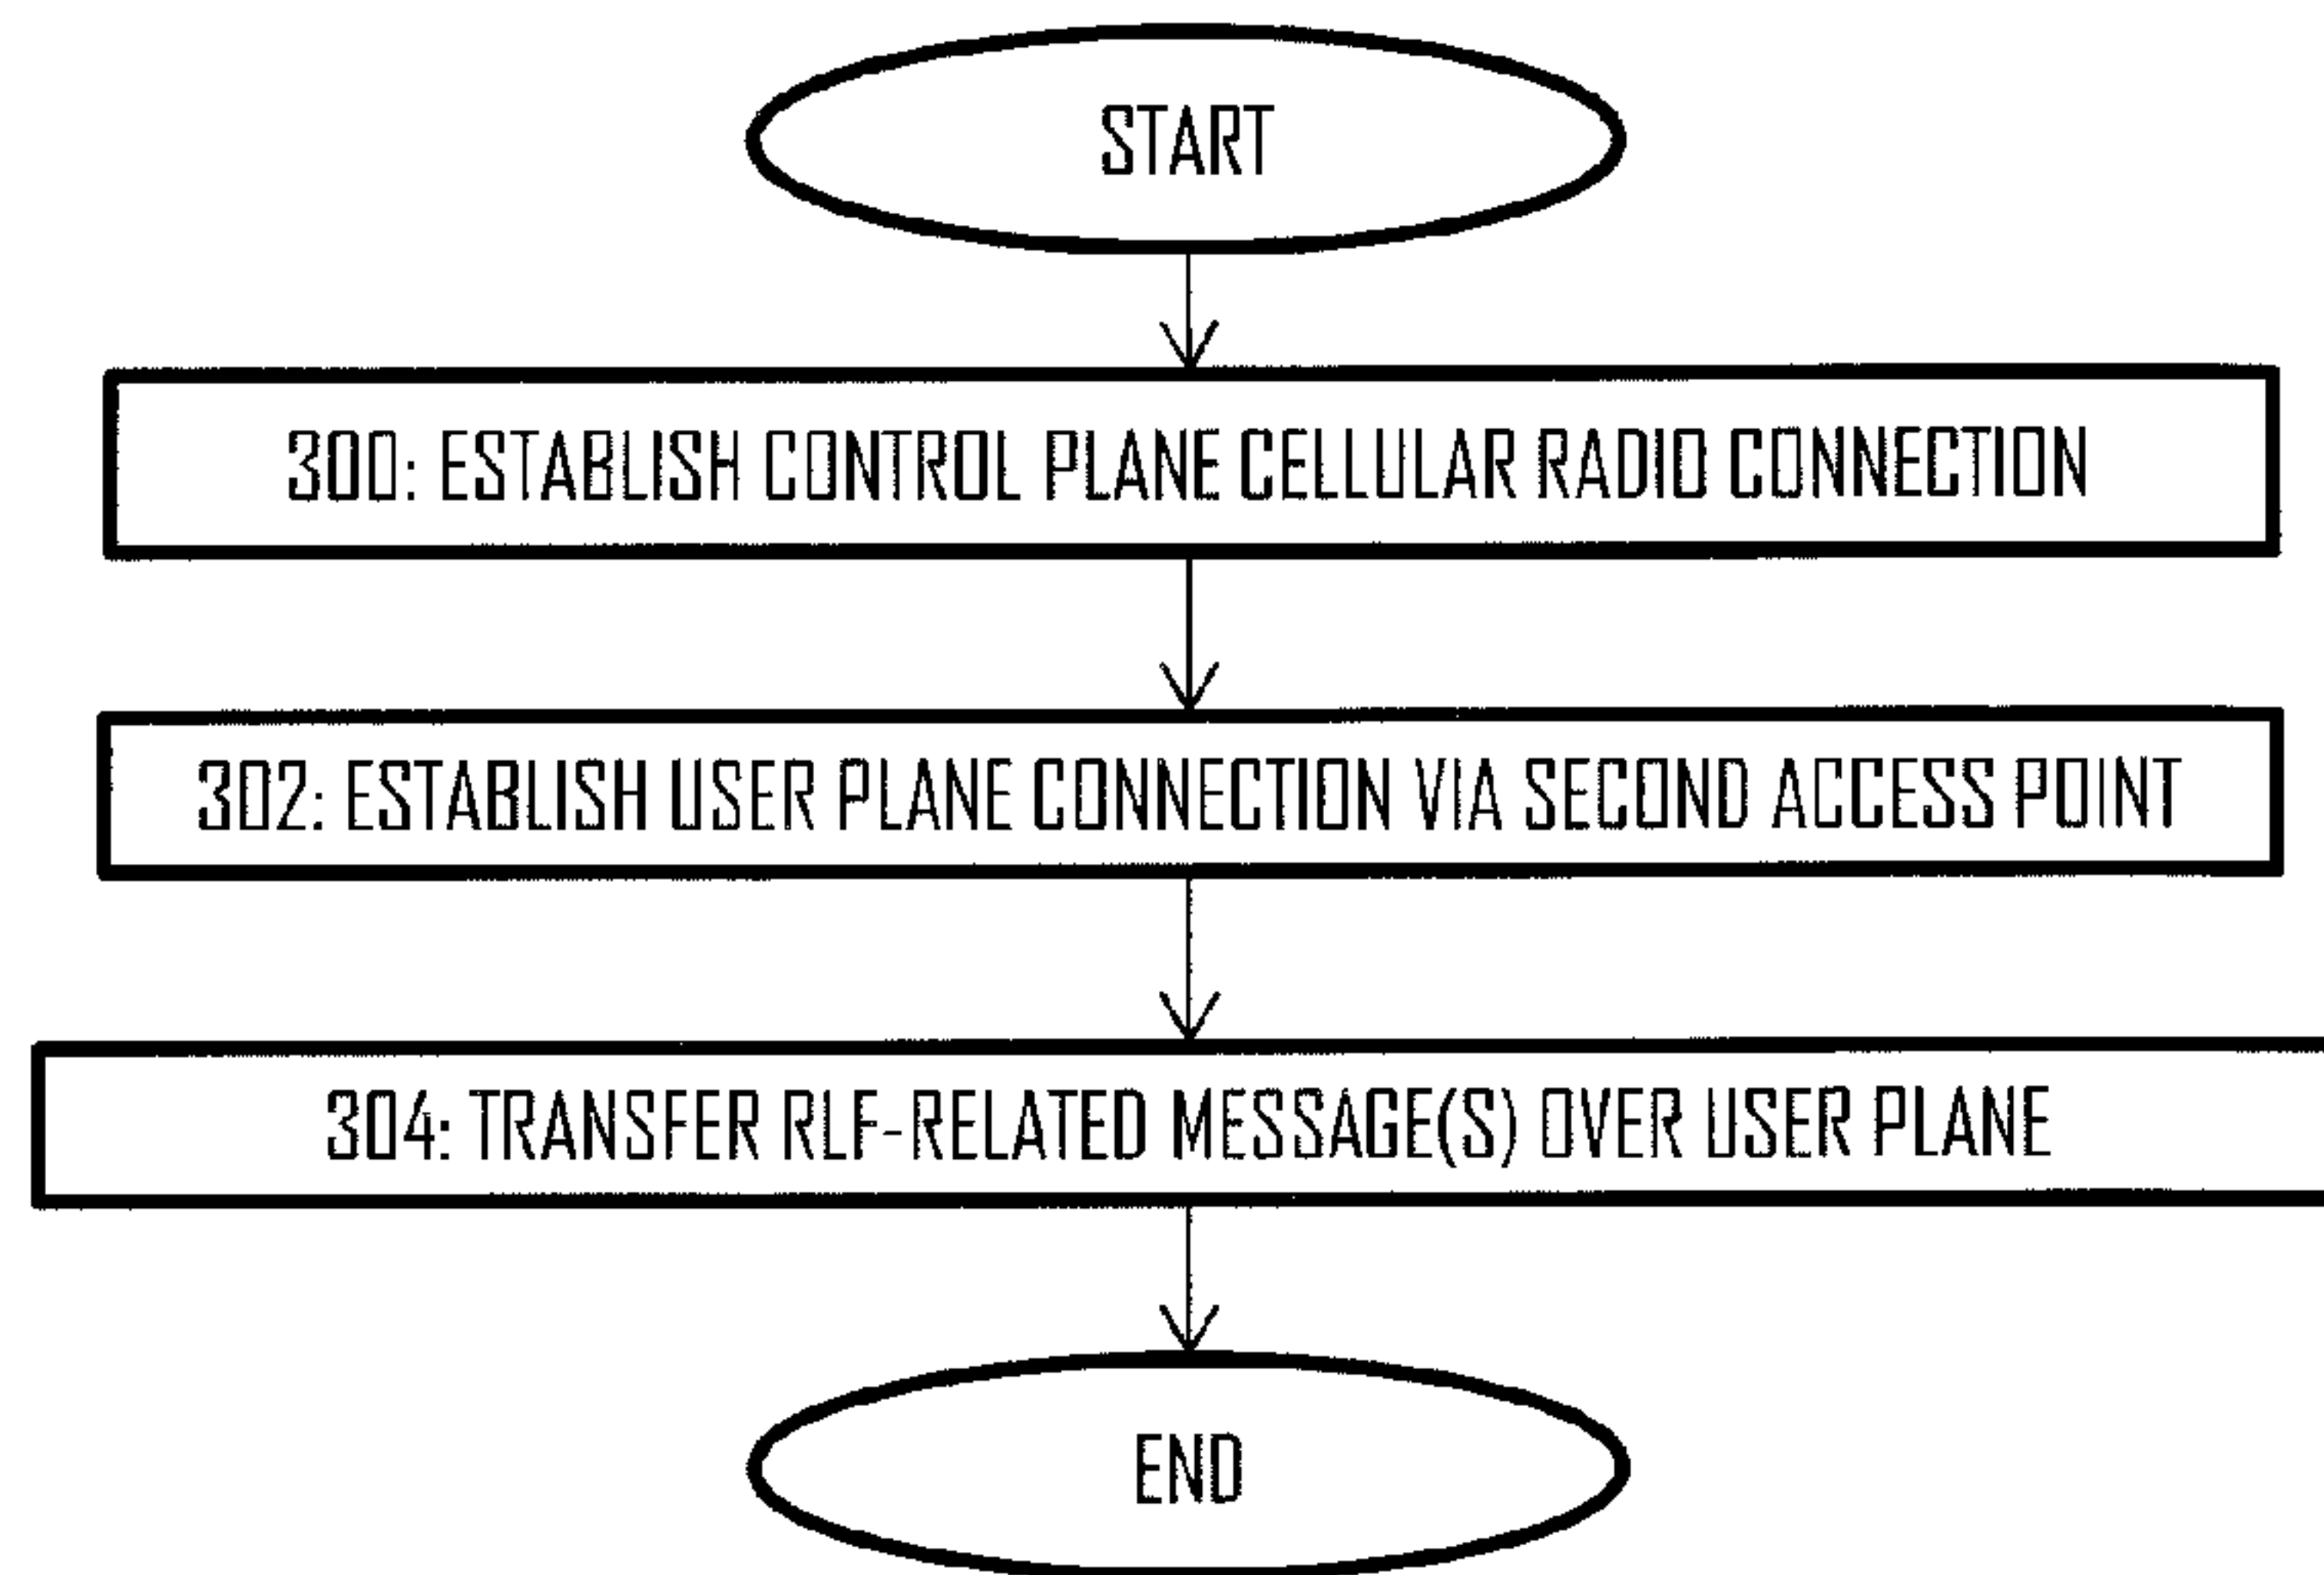 START
300: ESTABLISH CONTROL PLANE CELLULAR RADIO CONNECTION
302: ESTABLISH USER PLANE CONNECTION VIA SECOND ACCESS POINT
304: TRANSFER RLF-RELATED MESSAGE(S) OVER USER PLANE
END